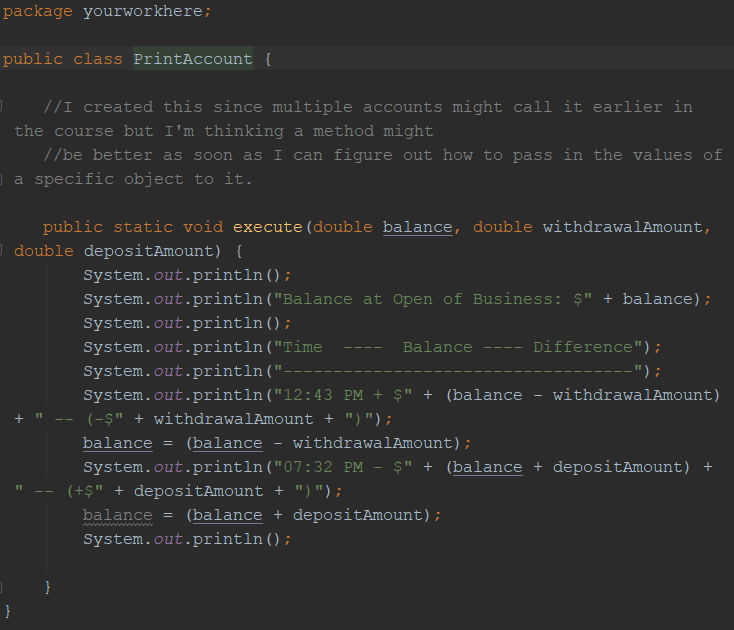 package yourworkhere;
public class PrintAccount {
//I created this since multiple accounts might call it earlier in
the course but I'm thinking a method might
//be better as soon as I can figure out how to pass in the values of
a specific object to it.
public static void execute(double balance, double withdrawalAmount,
double depositAmount) {
System.out.println();
System.out.println("Balance at Open of Business: $" + balance);
System.out.println();
System.out.println("Time  ----  Balance ---- Difference");
System.out.println("-----------------------------------");
System.out.println("12:43 PM + $" + (balance - withdrawalAmount)
+ " -- (-$" + withdrawalAmount + ")");
balance = (balance - withdrawalAmount);
System.out.println("07:32 PM - $" + (balance + depositAmount) +
" -- (+$" + depositAmount + ")");
balance = (balance + depositAmount);
System.out.println();
}
}